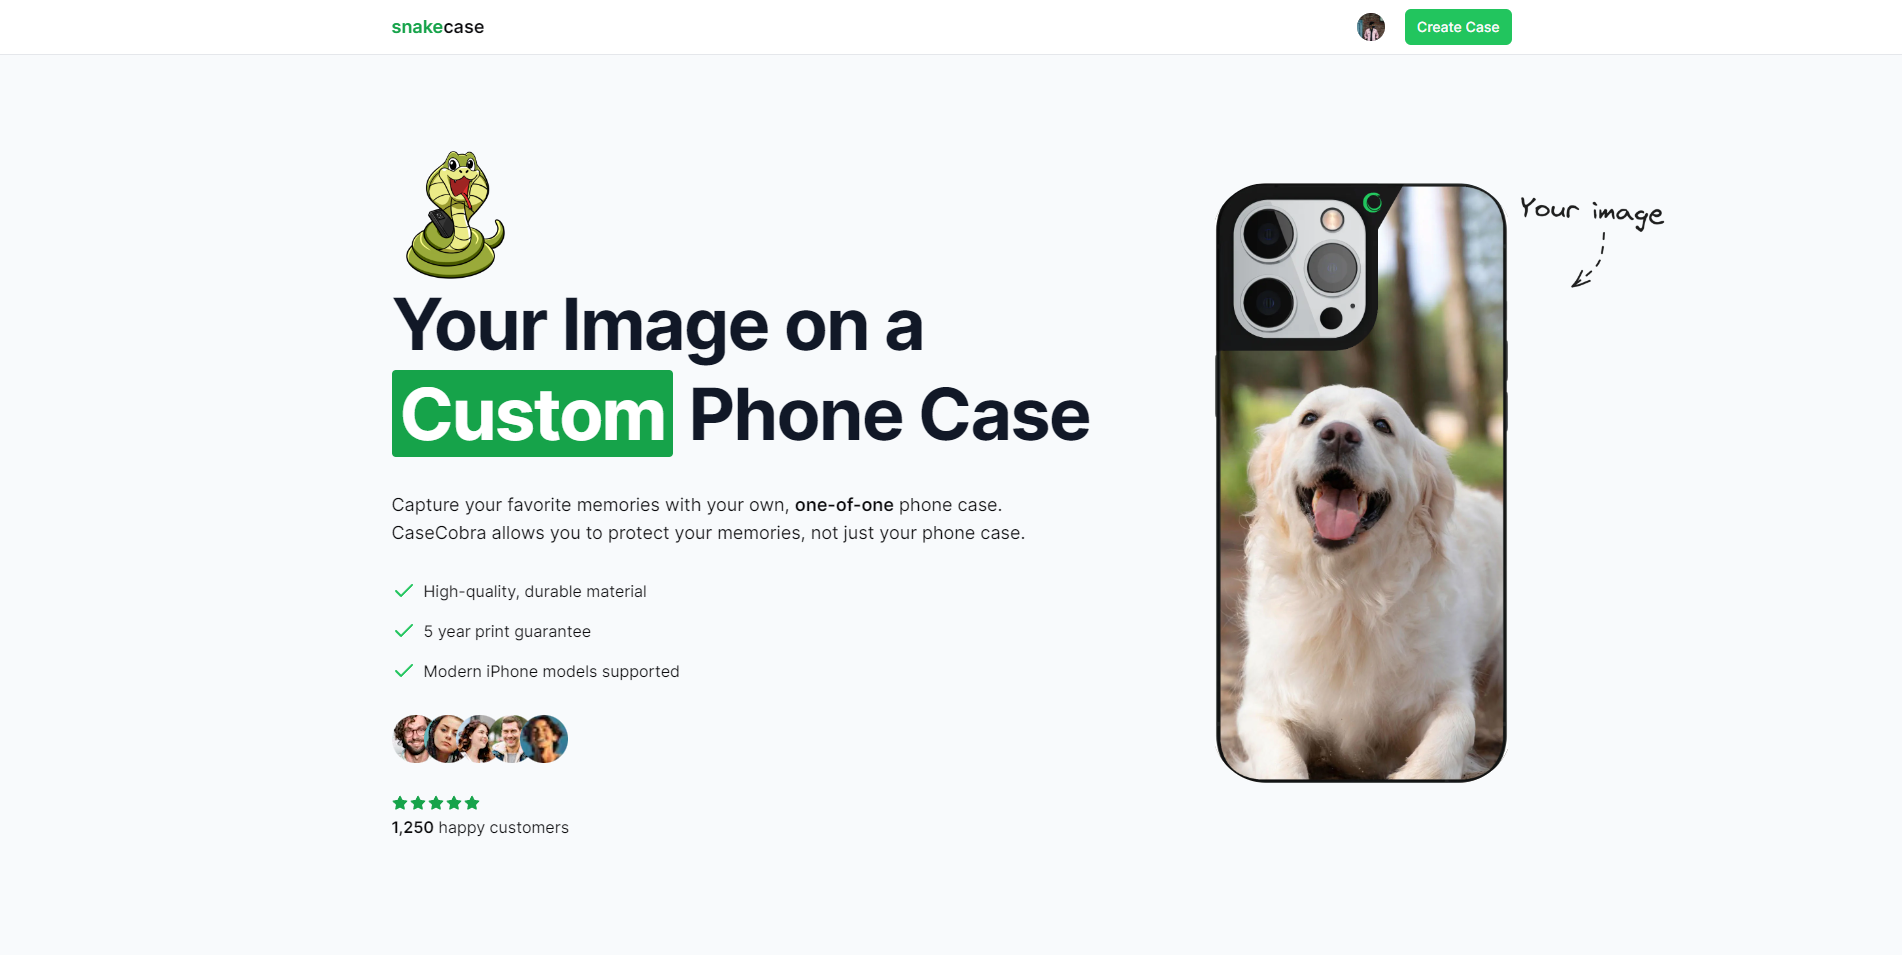 snakecase
Create Case
Your image
Your Image on a
Custom Phone Case
Capture your favorite memories with your own, one-of-one phone case.
CaseCobra allows you to protect your memories, not just your phone case.
High-quality, durable material
5 year print guarantee
Modern iPhone models supported
1,250 happy customers